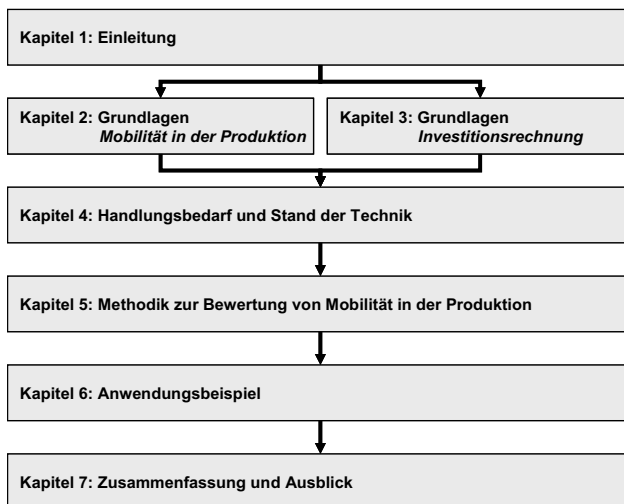 Kapitel 1: Einleitung
Kapitel 2: Grundlagen
Mobilität in der Produktion
Kapitel 3: Grundlagen
Investitionsrechnung
Kapitel 4: Handlungsbedarf und Stand der Technik
Kapitel 5: Methodik zur Bewertung von Mobilität in der Produktion
Kapitel 6: Anwendungsbeispiel
Kapitel 7: Zusammenfassung und Ausblick